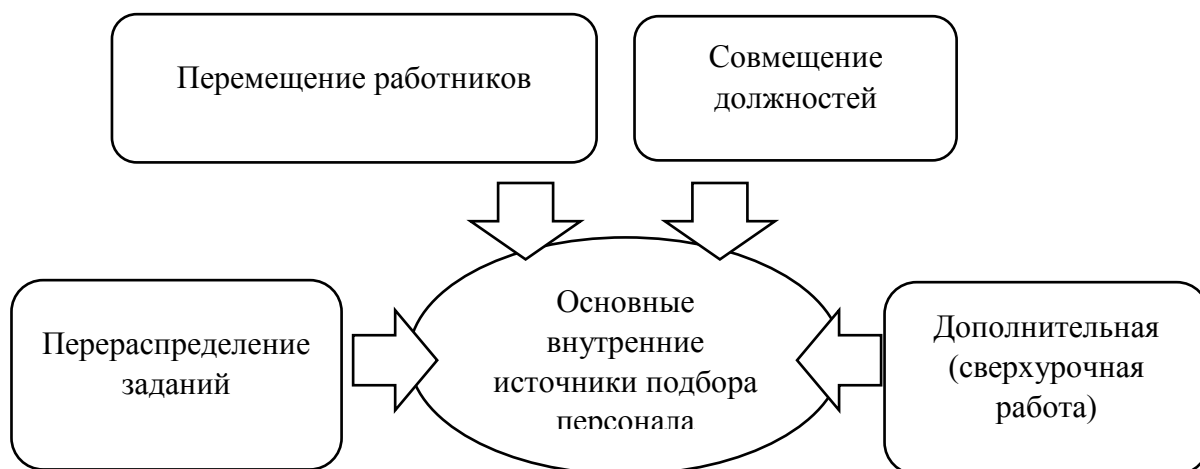 Перемещение работников
Совмещение
должностей
Перераспределение
заданий
Основные
внутренние
источники подбора
персонала
Дополнительная
(сверхурочная
работа)